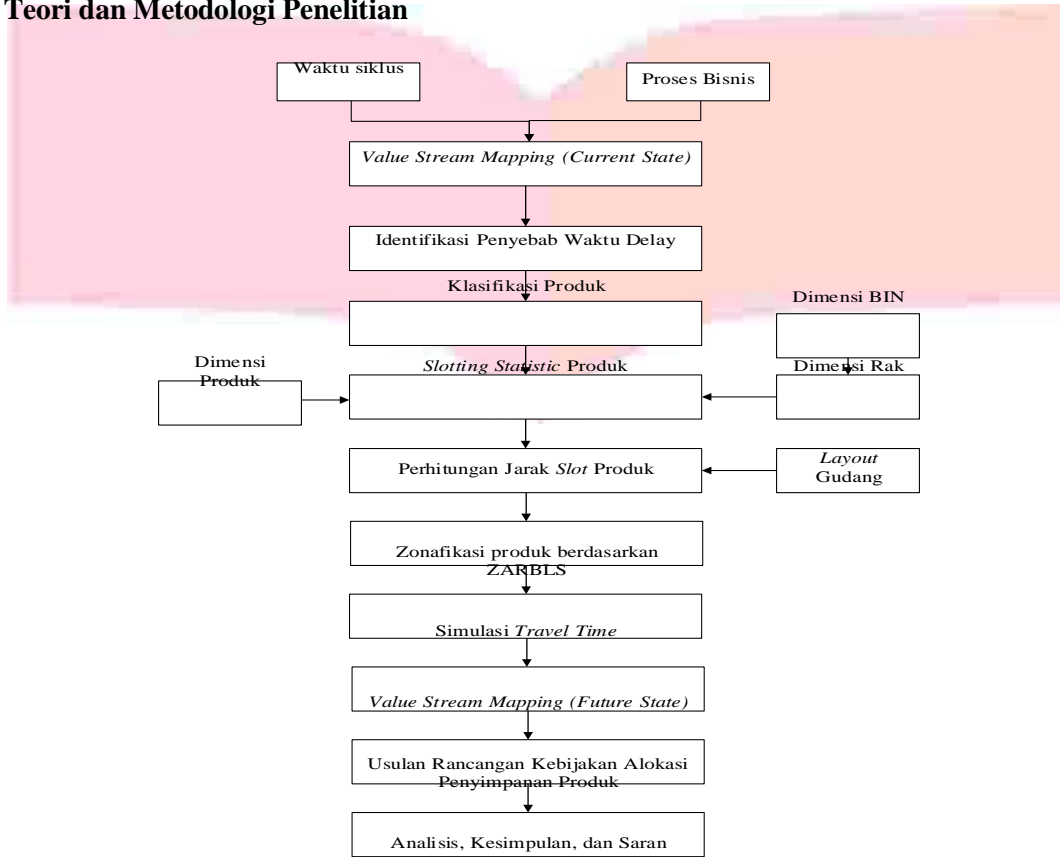 Teori dan Metodologi Penelitian
Waktu siklus
Proses Bisnis
Value Stream Mapping (Current State)
Identifikasi Penyebab Waktu Delay
Klasifikasi Produk
Dimensi BIN
Dimensi
Produk
Slotting Statistic Produk
Dimensi Rak
Perhitungan Jarak Slot Produk
Layout
Gudang
Zonafikasi produk berdasarkan
ZARBLS
Simulasi Travel Time
Value Stream Mapping (Future State)
Usulan Rancangan Kebijakan Alokasi
Penyimpanan Produk
Analisis, Kesimpulan, dan Saran